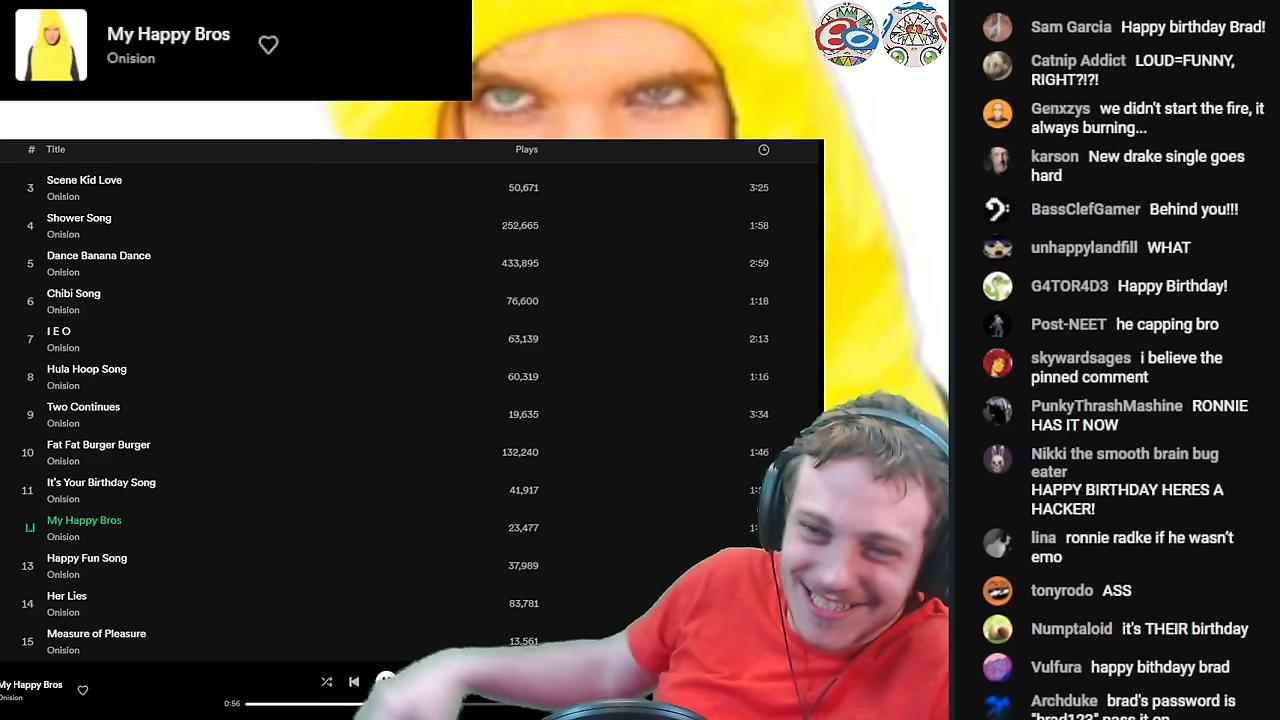 My Happy Bros
Onision
# Title Plays
3 Scene Kid Love 50,671 3:25
Onision
4 Shower Song 252,665 1:58
Onision
5 Dance Banana Dance 433,895 2:59
Onision
6 Chibi Song 76,600 1:18
Onision
7 I E O 63,139 2:13
Onision
8 Hula Hoop Song 60,319 1:16
Onision
9 Two Continues 19,635 3:34
Onision
10 Fat Fat Burger Burger 132,240 1:46
Onision
11 It's Your Birthday Song 41,917
Onision
My Happy Bros 23,477
Onision
13 Happy Fun Song 37,989
Onision
14 Her Lies 83,781
Onision
15 Measure of Pleasure 13,561
Onision
My Happy Bros
Onision
0:56
Sam Garcia Happy birthday Brad!
Catnip Addict LOUD=FUNNY,
RIGHT?!?!
Genxzys we didn't start the fire, it
always burning...
karson New drake single goes
hard
BassClefGamer Behind you!!!
unhappylandfill WHAT
G4TOR4D3 Happy Birthday!
Post-NEET he capping bro
skywardsages i believe the
pinned comment
PunkyThrashMashine RONNIE
HAS IT NOW
Nikki the smooth brain bug
eater
HAPPY BIRTHDAY HERES A
HACKER!
lina ronnie radke if he wasn't
emo
tonyrodo ASS
Numptaloid it's THEIR birthday
Vulfura happy bithdayy brad
Archduke brad's password is
"brad123" pass it on